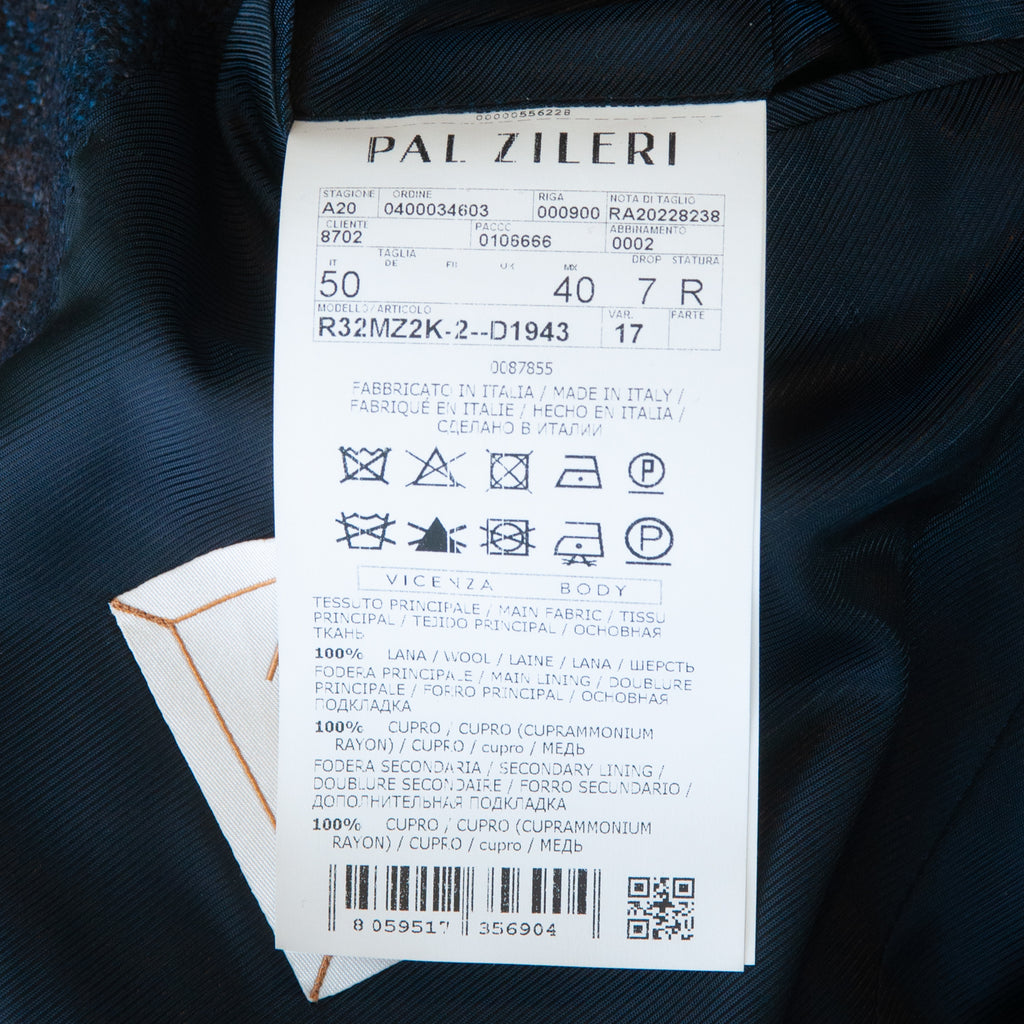 00000556228
PAL ZILERI
STAGIONE ORDINE RIGA NOTA DI TAGLIO
A20 0400034603 000900 RA20228238
CLIENTE PACCO ABBINAMENTO
8702 0106666 0002
TAGLIA DROP STATURA
IT DE FR UK MX
50 40 7 R
MODELLO/ARTICOLO VAR. PARTE
R32MZ2K-2--D1943 17
0087855
FABBRICATO IN ITALIA / MADE IN ITALY /
FABRIQUÉ EN ITALIE / HECHO EN ITALIA /
СДЕЛАНО В ИТАЛИИ
P
P
VICENZA BODY
TESSUTO PRINCIPALE / MAIN FABRIC / TISSU
PRINCIPAL / TEJIDO PRINCIPAL / ОСНОВНАЯ
ТКАНЬ
100% LANA / WOOL / LAINE / LANA / ШЕРСТЬ
FODERA PRINCIPALE / MAIN LINING / DOUBLURE
PRINCIPALE / FORRO PRINCIPAL / ОСНОВНАЯ
ПОДКЛАДКА
100% CUPRO / CUPRO (CUPRAMMONIUM
RAYON) / CUPRO / cupro / МЕДЬ
FODERA SECONDARIA / SECONDARY LINING /
DOUBLURE SECONDAIRE / FORRO SECUNDARIO /
ДОПОЛНИТЕЛЬНАЯ ПОДКЛАДКА
100% CUPRO / CUPRO (CUPRAMMONIUM
RAYON) / CUPRO / cupro / МЕДЬ
8 059517 356904